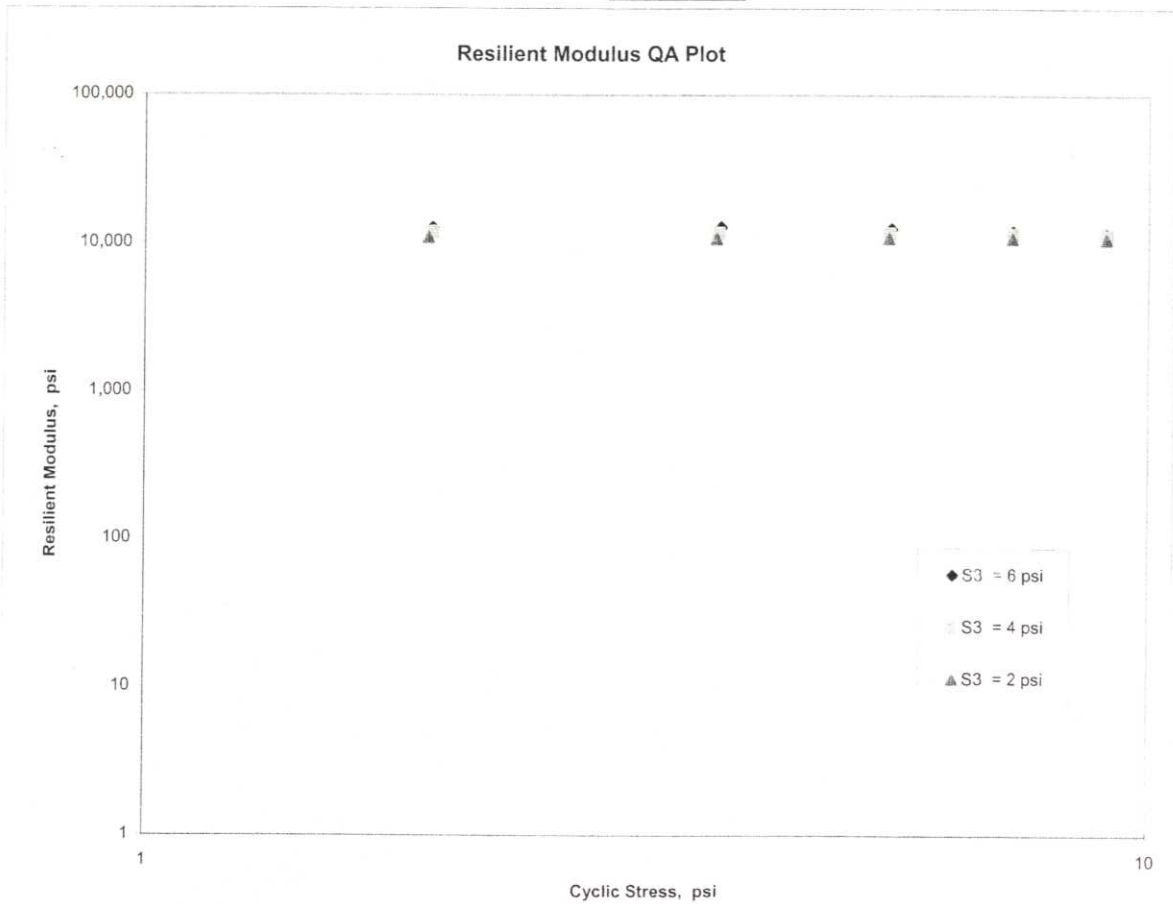 Resilient Modulus QA Plot
100,000
10,000
1,000
100
10
1
Resilient Modulus, psi
1
10
Cyclic Stress, psi
S3 = 6 psi
S3 = 4 psi
S3 = 2 psi